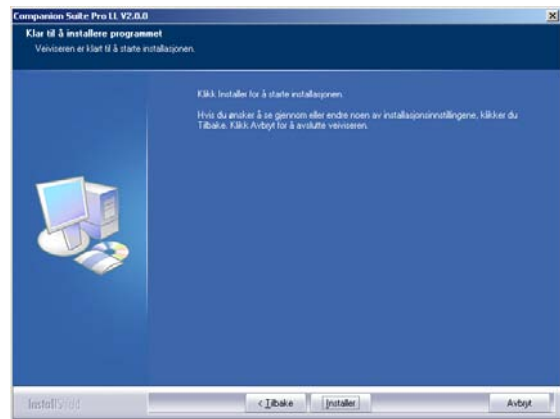 Companion Suite Pro LL V2.0.0
Klar til å installere programmet
Veiviseren er klart til å starte installasjonen.
Klikk Installer for å starte installasjonen.
Hvis du ønsker å se gjennom eller endre noen av installasjonsinnstillingene, klikker du
Tilbake. Klikk Avbryt for å avslutte veiviseren.
InstallShield
< Tilbake
Installer
Avbryt